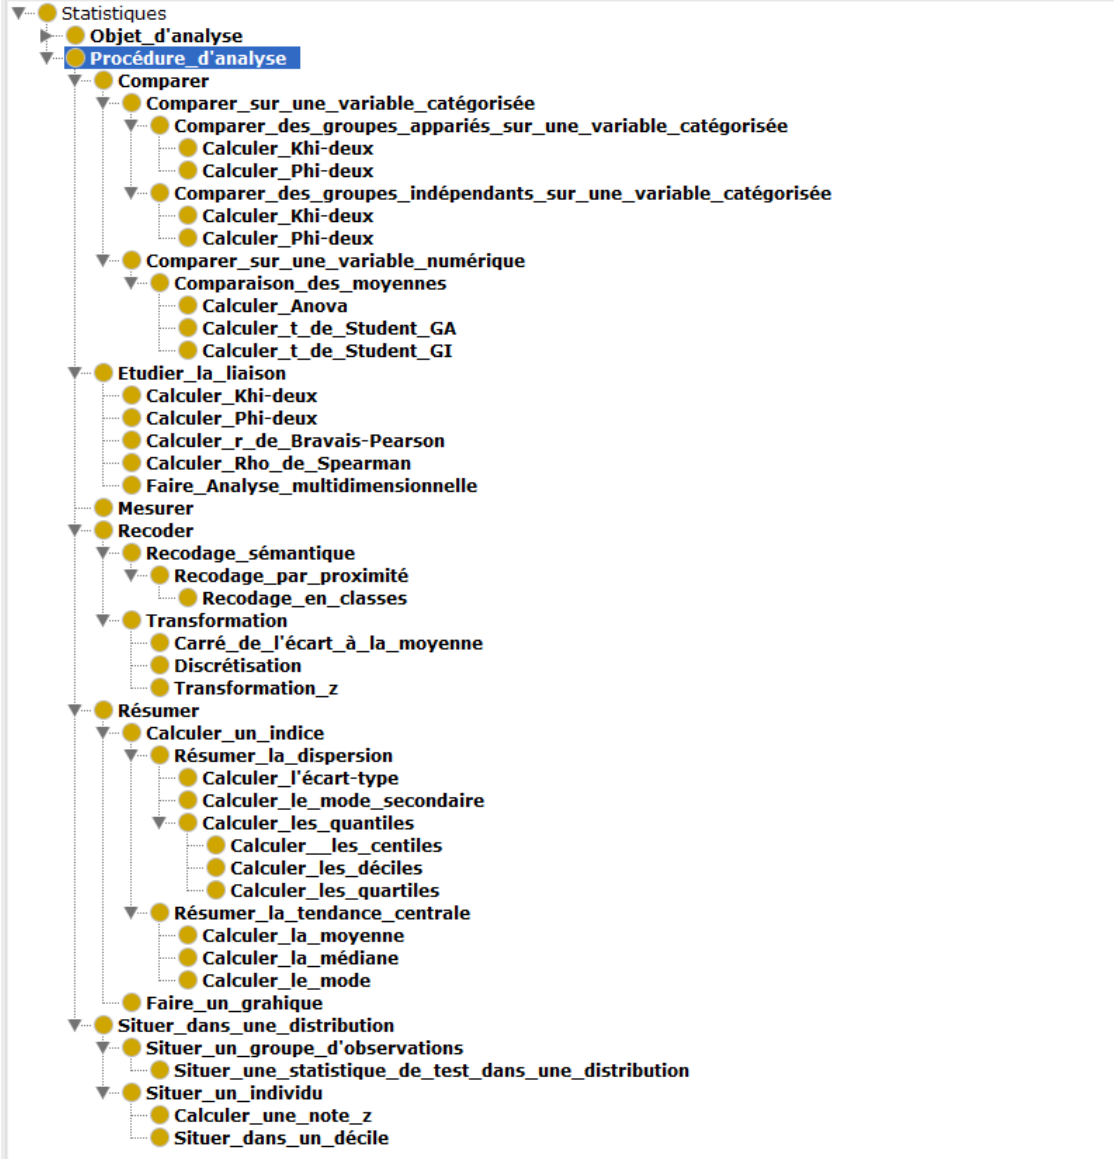 Statistiques
Objet_d'analyse
Procédure_d'analyse
Comparer
Comparer_sur_une_variable_catégorisée
Comparer_des_groupes_appariés_sur_une_variable_catégorisée
Calculer_Khi-deux
Calculer_Phi-deux
Comparer_des_groupes_indépendants_sur_une_variable_catégorisée
Calculer_Khi-deux
Calculer_Phi-deux
Comparer_sur_une_variable_numérique
Comparaison_des_moyennes
Calculer_Anova
Calculer_t_de_Student_GA
Calculer_t_de_Student_GI
Etudier_la_liaison
Calculer_Khi-deux
Calculer_Phi-deux
Calculer_r_de_Bravais-Pearson
Calculer_Rho_de_Spearman
Faire_Analyse_multidimensionnelle
Mesurer
Recoder
Recodage_sémantique
Recodage_par_proximité
Recodage_en_classes
Transformation
Carré_de_l'écart_à_la_moyenne
Discrétisation
Transformation_z
Résumer
Calculer_un_indice
Résumer_la_dispersion
Calculer_l'écart-type
Calculer_le_mode_secondaire
Calculer_les_quantiles
Calculer__les_centiles
Calculer_les_déciles
Calculer_les_quartiles
Résumer_la_tendance_centrale
Calculer_la_moyenne
Calculer_la_médiane
Calculer_le_mode
Faire_un_grahique
Situer_dans_une_distribution
Situer_un_groupe_d'observations
Situer_une_statistique_de_test_dans_une_distribution
Situer_un_individu
Calculer_une_note_z
Situer_dans_un_décile